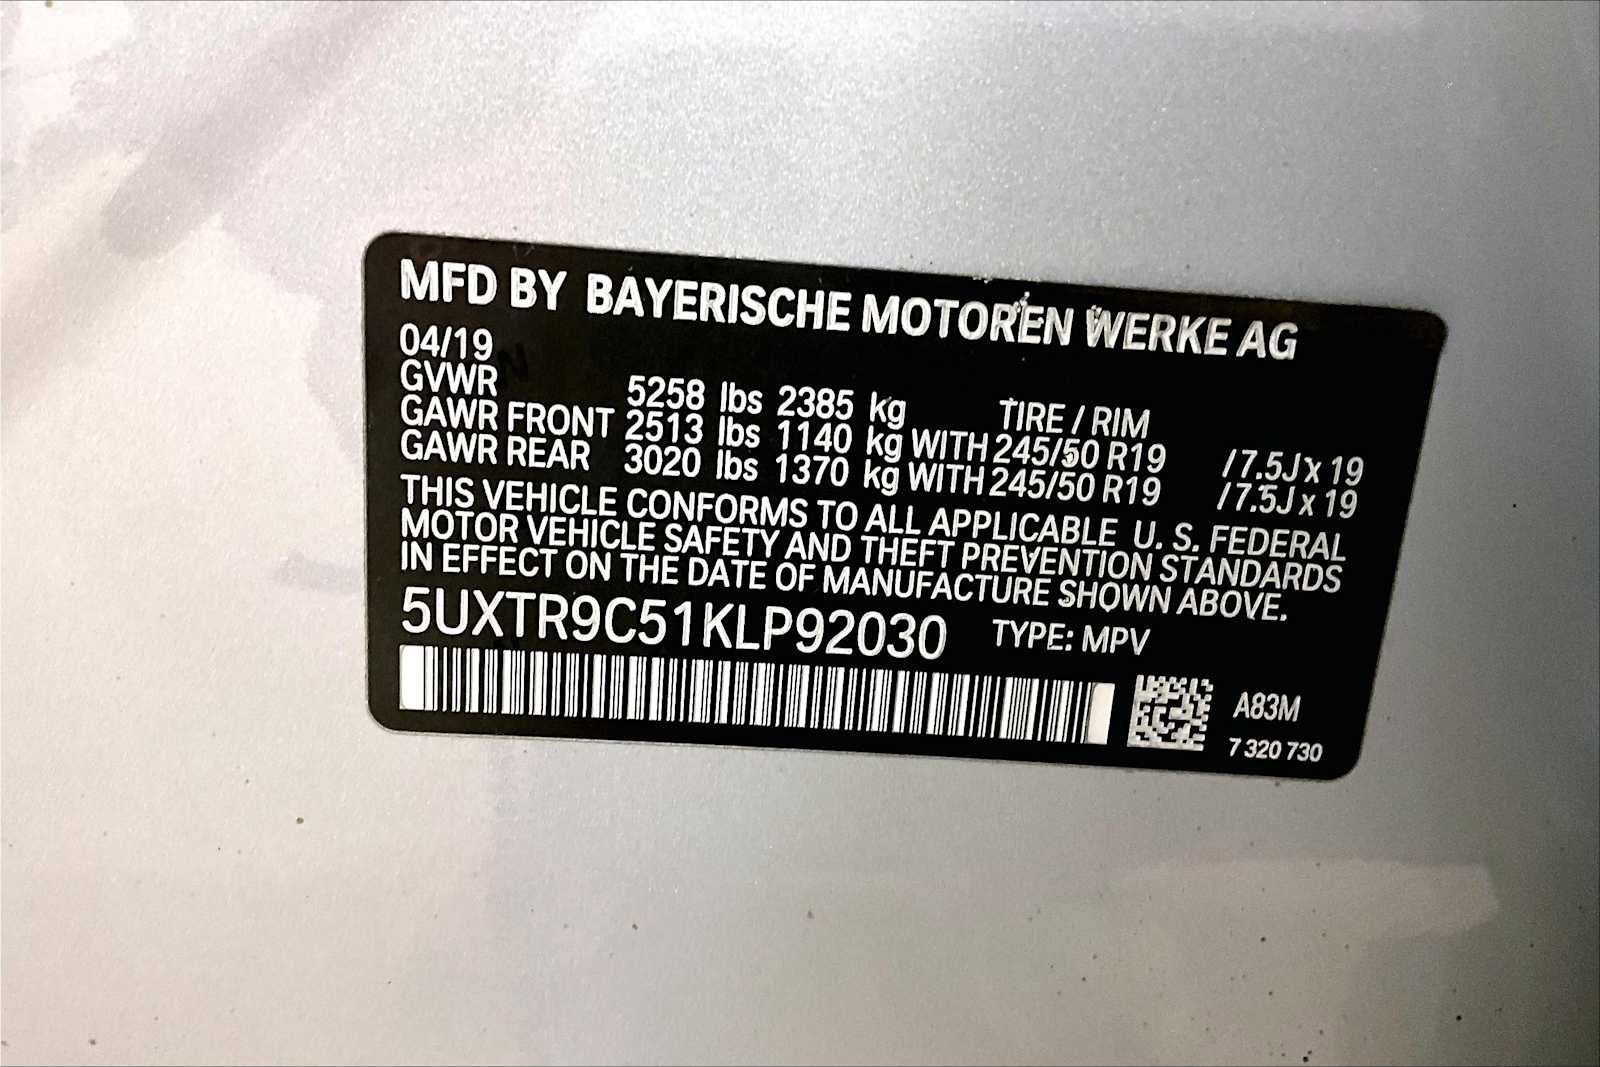 MFD BY BAYERISCHE MOTOREN WERKE AG
04/19
GVWR 5258 lbs 2385 kg TIRE / RIM
GAWR FRONT 2513 lbs 1140 kg WITH 245/50 R19 / 7.5J x 19
GAWR REAR 3020 lbs 1370 kg WITH 245/50 R19 / 7.5J x 19
THIS VEHICLE CONFORMS TO ALL APPLICABLE U. S. FEDERAL
MOTOR VEHICLE SAFETY AND THEFT PREVENTION STANDARDS
IN EFFECT ON THE DATE OF MANUFACTURE SHOWN ABOVE.
5UXTR9C51KLP92030 TYPE: MPV
A83M
7 320 730